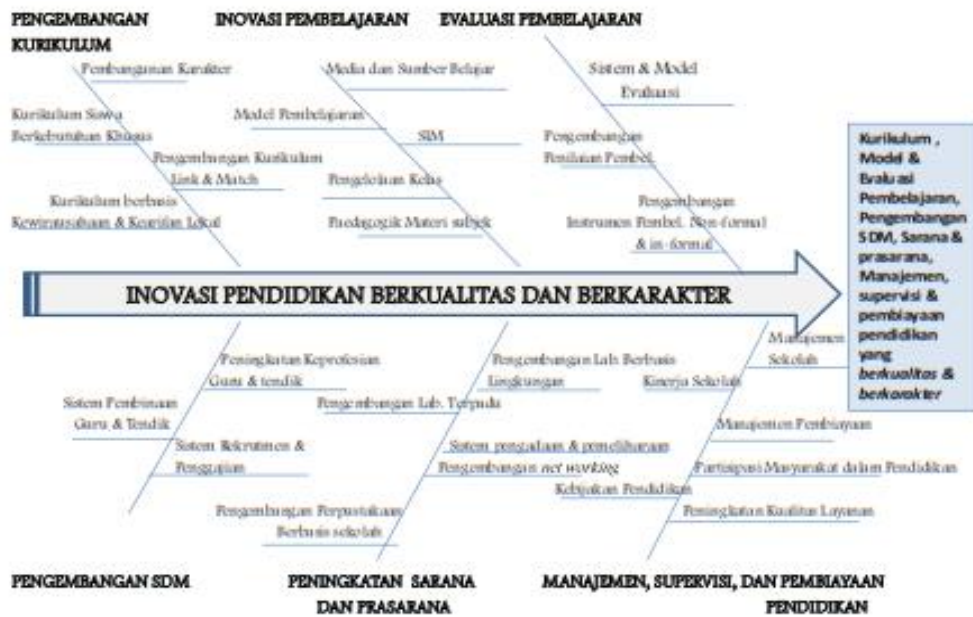 PENGEMBANGAN
KURIKULUM
INOVASI PEMBELAJARAN
EVALUASI PEMBELAJARAN
Pembangunan Karakter
Kurikulum Siswa
Berkebutuhan Khusus
Pengembangan Kurikulum
Link & Match
Kurikulum berbasis
Kewirausahaan & Kearifan Lokal
Media dan Sumber Belajar
Model Pembelajaran
SIM
Pengelolaan Kelas
Paedagogik Materi subjek
Sistem & Model
Evaluasi
Pengembangan
Penilaian Pembel.
Pengembangan
Instrumen Pembel. Non-formal
& in-formal
INOVASI PENDIDIKAN BERKUALITAS DAN BERKARAKTER
Kurikulum ,
Model &
Evaluasi
Pembelajaran,
Pengembangan
SDM, Sarana &
prasarana,
Manajemen,
supervisi &
pembiayaan
pendidikan
yang
berkualitas &
berkarakter
Peningkatan Keprofesian
Guru & tendik
Sistem Pembinaan
Guru & Tendik
Sistem Rekrutmen &
Penggajian
Pengembangan Lab. Berbasis
Lingkungan
Pengembangan Lab. Terpadu
Sistem pengadaan & pemeliharaan
Pengembangan net working
Pengembangan Perpustakaan
Berbasis sekolah
Manajemen
Sekolah
Kinerja Sekolah
Manajemen Pembiayaan
Partisipasi Masyarakat dalam Pendidikan
Kebijakan Pendidikan
Peningkatan Kualitas Layanan
PENGEMBANGAN SDM
PENINGKATAN SARANA
DAN PRASARANA
MANAJEMEN, SUPERVISI, DAN PEMBIAYAAN
PENDIDIKAN